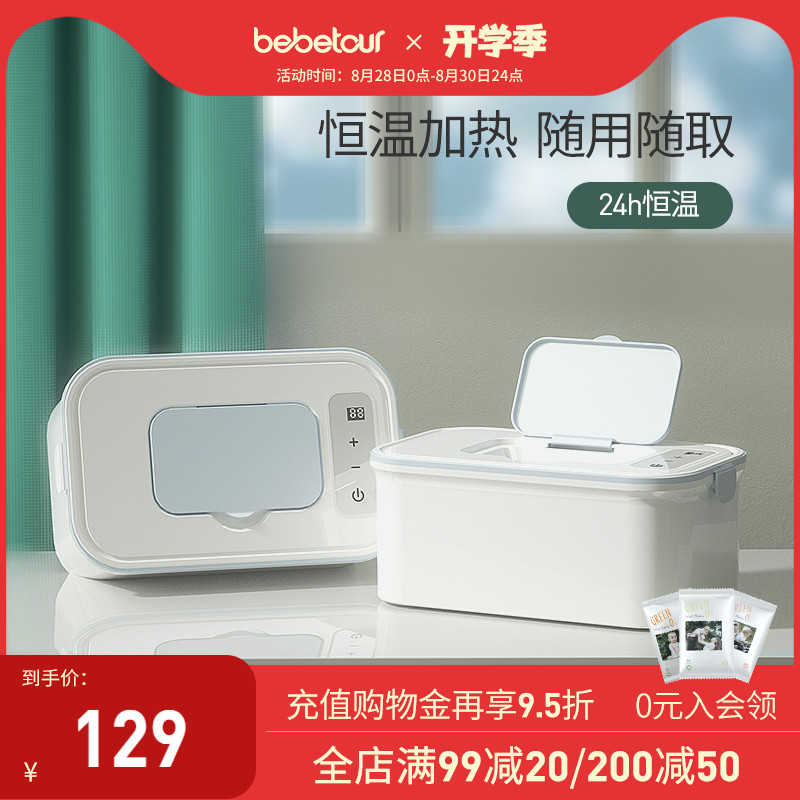 bebetour × 开学季
活动时间：8月28日0点-8月30日24点
恒温加热 随用随取
24h恒温
88
+
−
GREEN
GREEN
GREEN
到手价：
¥ 129
充值购物金再享9.5折 0元入会领
全店满99减20/200减50